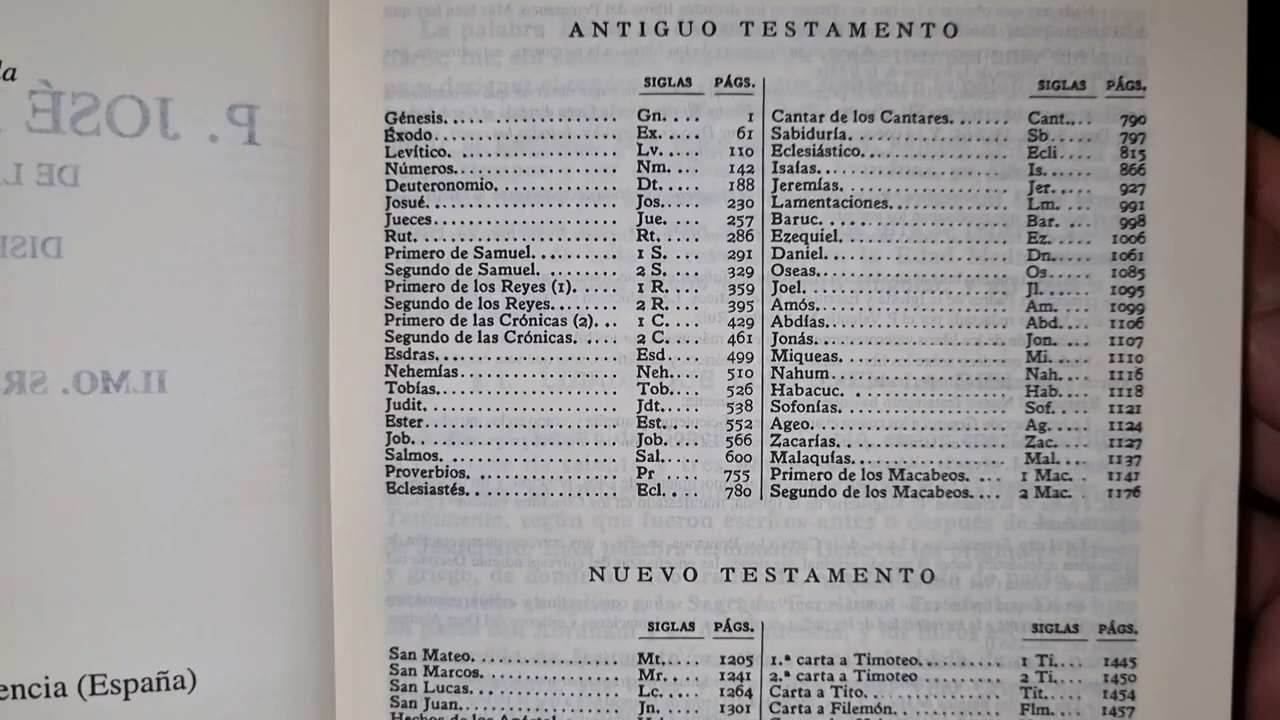 la
P. JOSÉ
DE L
DISP
ILMO. SR
encia (España)
ANTIGUO TESTAMENTO
SIGLAS PÁGS.
Génesis. Gn. 1
Éxodo. Ex. 61
Levítico. Lv. 110
Números. Nm. 142
Deuteronomio. Dt. 188
Josué. Jos. 230
Jueces. Jue. 257
Rut. Rt. 286
Primero de Samuel. 1 S. 291
Segundo de Samuel. 2 S. 329
Primero de los Reyes (1). 1 R. 359
Segundo de los Reyes. 2 R. 395
Primero de las Crónicas (2). 1 C. 429
Segundo de las Crónicas. 2 C. 461
Esdras. Esd 499
Nehemías Neh. 510
Tobías. Tob. 526
Judit. Jdt. 538
Ester. Est. 552
Job. Job. 566
Salmos. Sal. 600
Proverbios. Pr 755
Eclesiastés. Ecl. 780
SIGLAS PÁGS.
Cantar de los Cantares. Cant. 790
Sabiduría. Sb 797
Eclesiástico. Ecli 815
Isaías. Is. 866
Jeremías. Jer. 927
Lamentaciones. Lm. 991
Baruc. Bar. 998
Ezequiel. Ez. 1006
Daniel. Dn. 1061
Oseas. Os. 1085
Joel. Jl. 1095
Amós. Am. 1099
Abdías. Abd. 1106
Jonás. Jon. 1107
Miqueas. Mi. 1110
Nahum Nah. 1116
Habacuc. Hab. 1118
Sofonías. Sof. 1121
Ageo. Ag. 1124
Zacarías. Zac. 1127
Malaquías. Mal. 1137
Primero de los Macabeos. 1 Mac. 1141
Segundo de los Macabeos. 2 Mac. 1176
NUEVO TESTAMENTO
SIGLAS PÁGS.
San Mateo. Mt. 1205
San Marcos. Mr. 1241
San Lucas. Lc. 1264
San Juan. Jn. 1301
SIGLAS PÁGS.
1.ª carta a Timoteo. 1 Ti. 1445
2.ª carta a Timoteo 2 Ti. 1450
Carta a Tito. Tit. 1454
Carta a Filemón. Flm. 1457